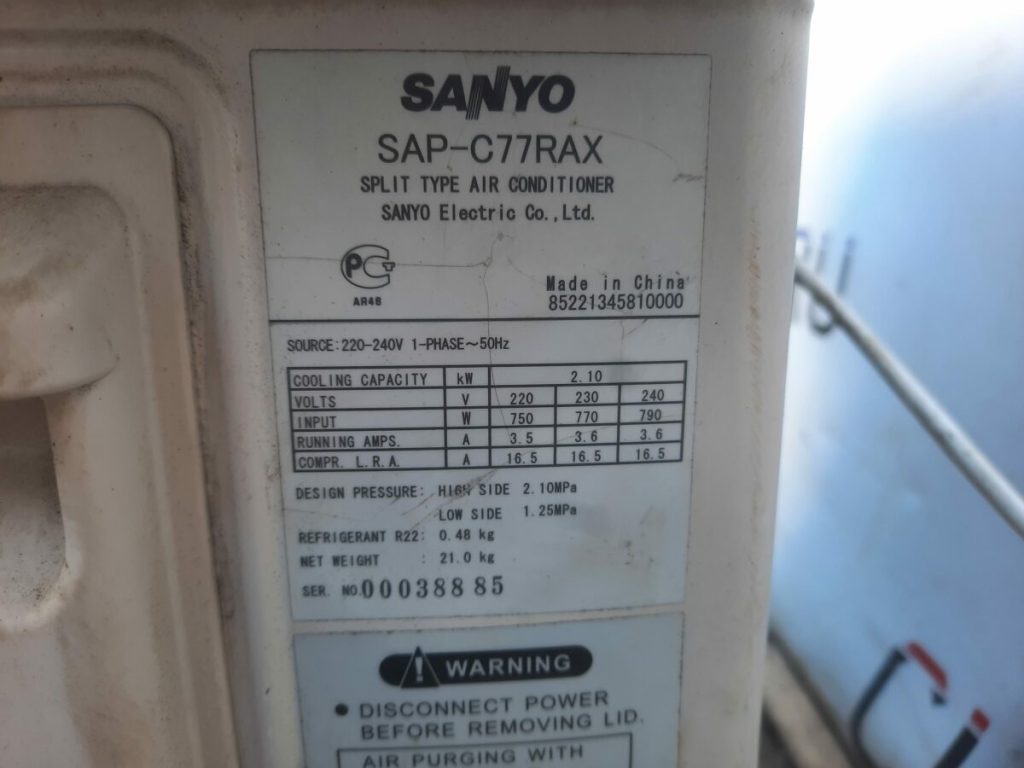 SANYO
SAP-C77RAX
SPLIT TYPE AIR CONDITIONER
SANYO Electric Co.,Ltd.
PCT
AR48
Made in China
85221345810000
SOURCE:220-240V 1-PHASE~50Hz
COOLING CAPACITY kW 2.10
VOLTS V 220 230 240
INPUT W 750 770 790
RUNNING AMPS. A 3.5 3.6 3.6
COMPR. L.R.A. A 16.5 16.5 16.5
DESIGN PRESSURE: HIGH SIDE 2.10MPa
LOW SIDE 1.25MPa
REFRIGERANT R22: 0.48 kg
NET WEIGHT : 21.0 kg
SER. NO. 0003885
WARNING
● DISCONNECT POWER
BEFORE REMOVING LID.
AIR PURGING WITH